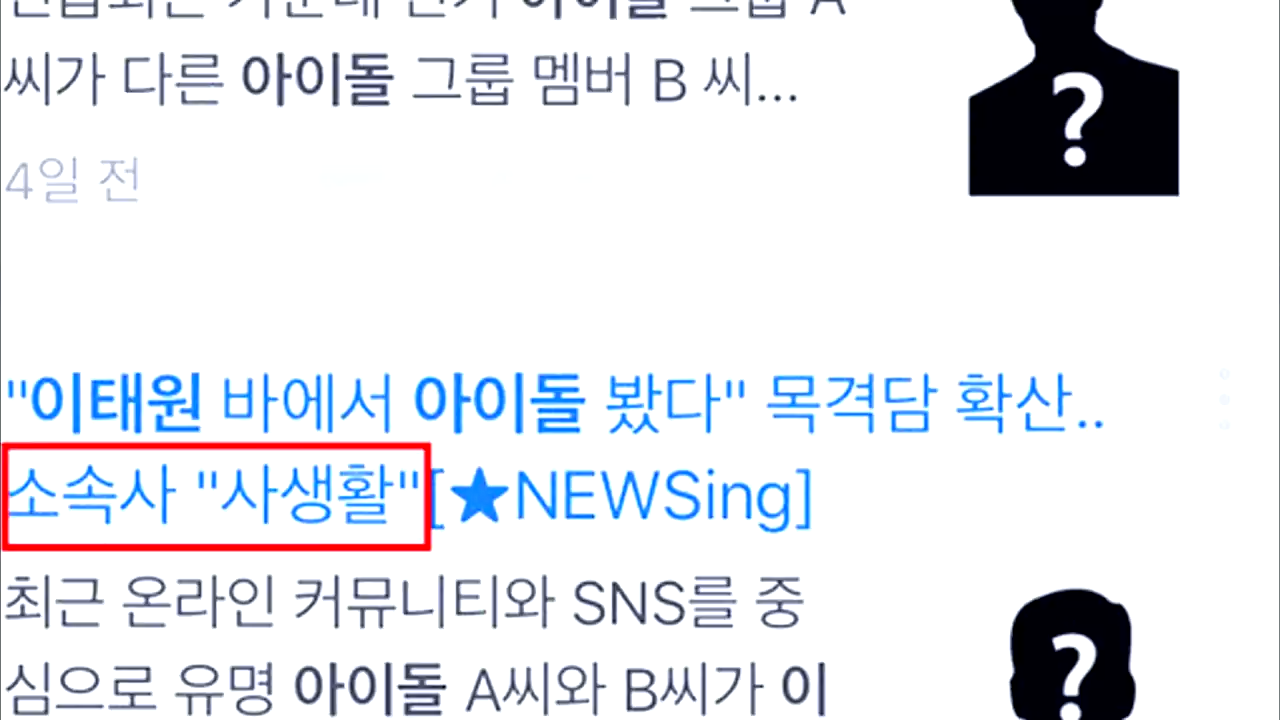 그룹 A
씨가 다른 아이돌 그룹 멤버 B 씨...
?
4일 전
"이태원 바에서 아이돌 봤다" 목격담 확산..
소속사 "사생활"[★NEWSing]
최근 온라인 커뮤니티와 SNS를 중
심으로 유명 아이돌 A씨와 B씨가 이
?